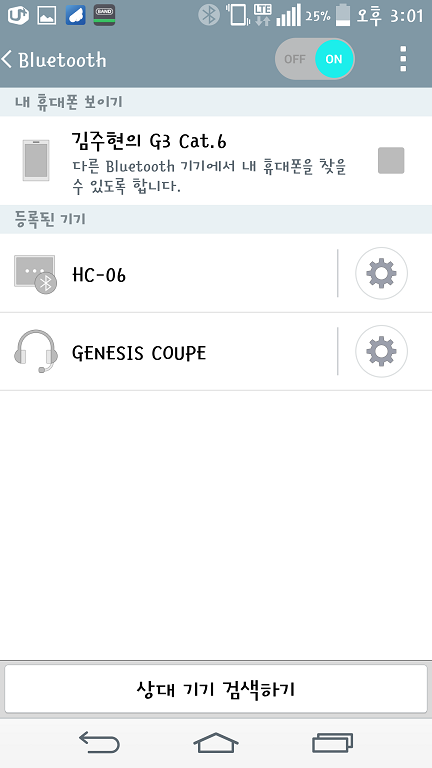 U+ BAND LTE 25% 오후 3:01
Bluetooth OFF ON
내 휴대폰 보이기
김주현의 G3 Cat.6
다른 Bluetooth 기기에서 내 휴대폰을 찾을
수 있도록 합니다.
등록된 기기
HC-06
GENESIS COUPE
상대 기기 검색하기